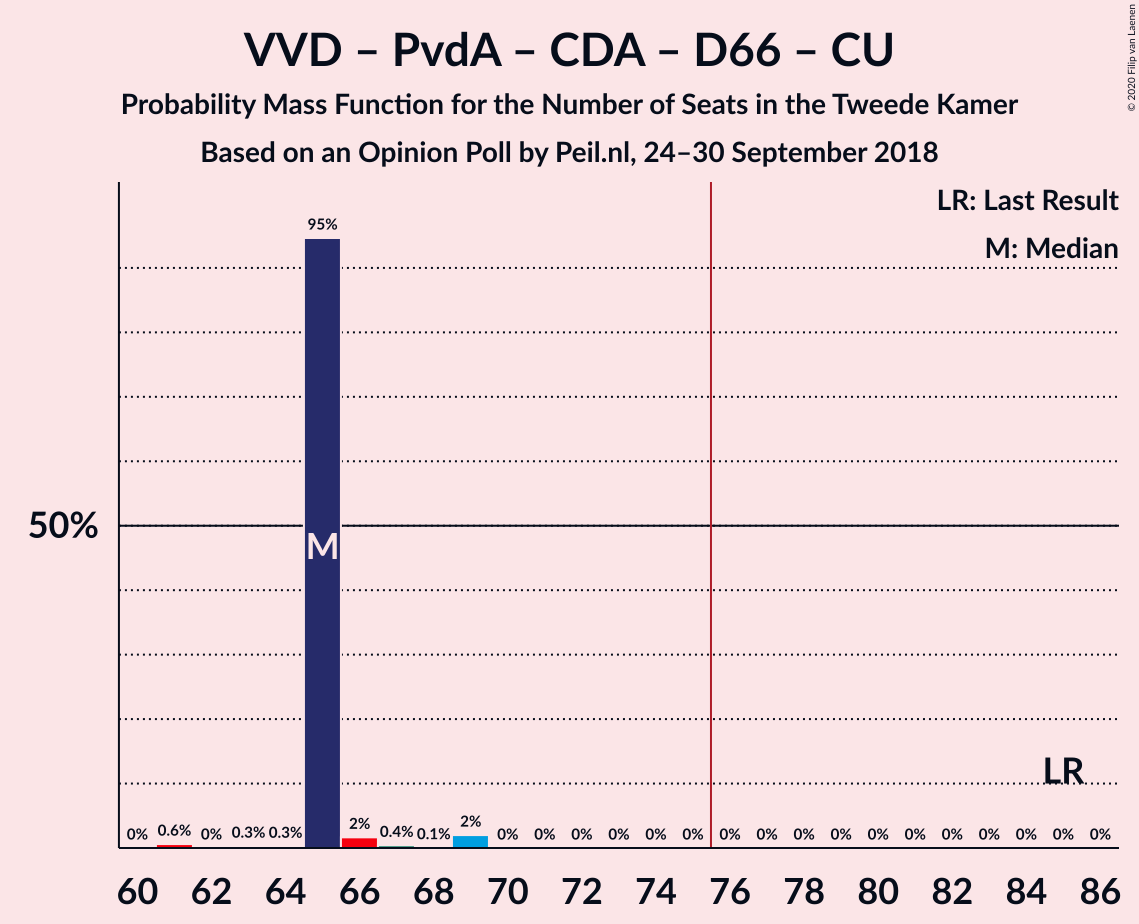 VVD – PvdA – CDA – D66 – CU
Probability Mass Function for the Number of Seats in the Tweede Kamer
Based on an Opinion Poll by Peil.nl, 24–30 September 2018
© 2020 Filip van Laenen
LR: Last Result
M: Median
95%
50%
M
LR
0% 0.6% 0% 0.3% 0.3% 2% 0.4% 0.1% 2% 0% 0% 0% 0% 0% 0% 0% 0% 0% 0% 0% 0% 0% 0% 0% 0% 0%
60 62 64 66 68 70 72 74 76 78 80 82 84 86